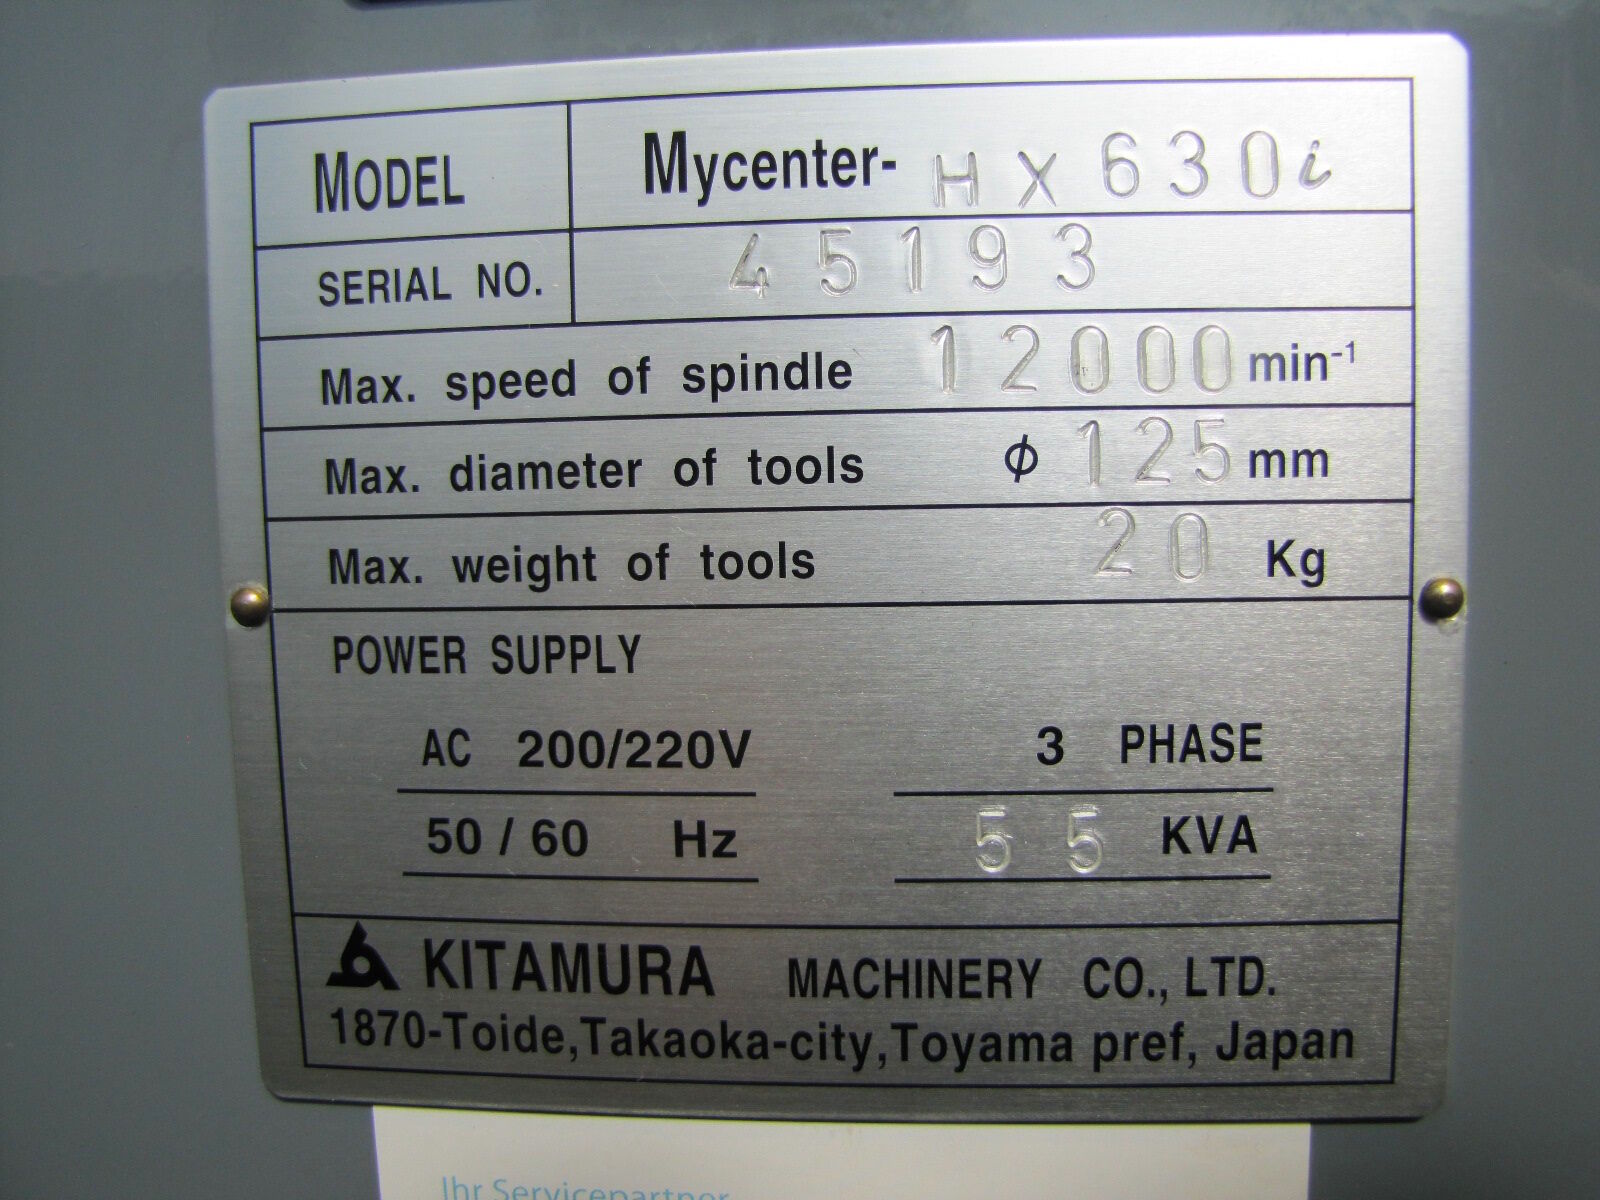 MODEL Mycenter-HX630i
SERIAL NO. 45193
Max. speed of spindle 12000 min⁻¹
Max. diameter of tools φ 125 mm
Max. weight of tools 20 Kg
POWER SUPPLY
AC 200/220V 3 PHASE
50/60 Hz 55 KVA
KITAMURA MACHINERY CO., LTD.
1870-Toide,Takaoka-city,Toyama pref, Japan
Ihr Servicepartner